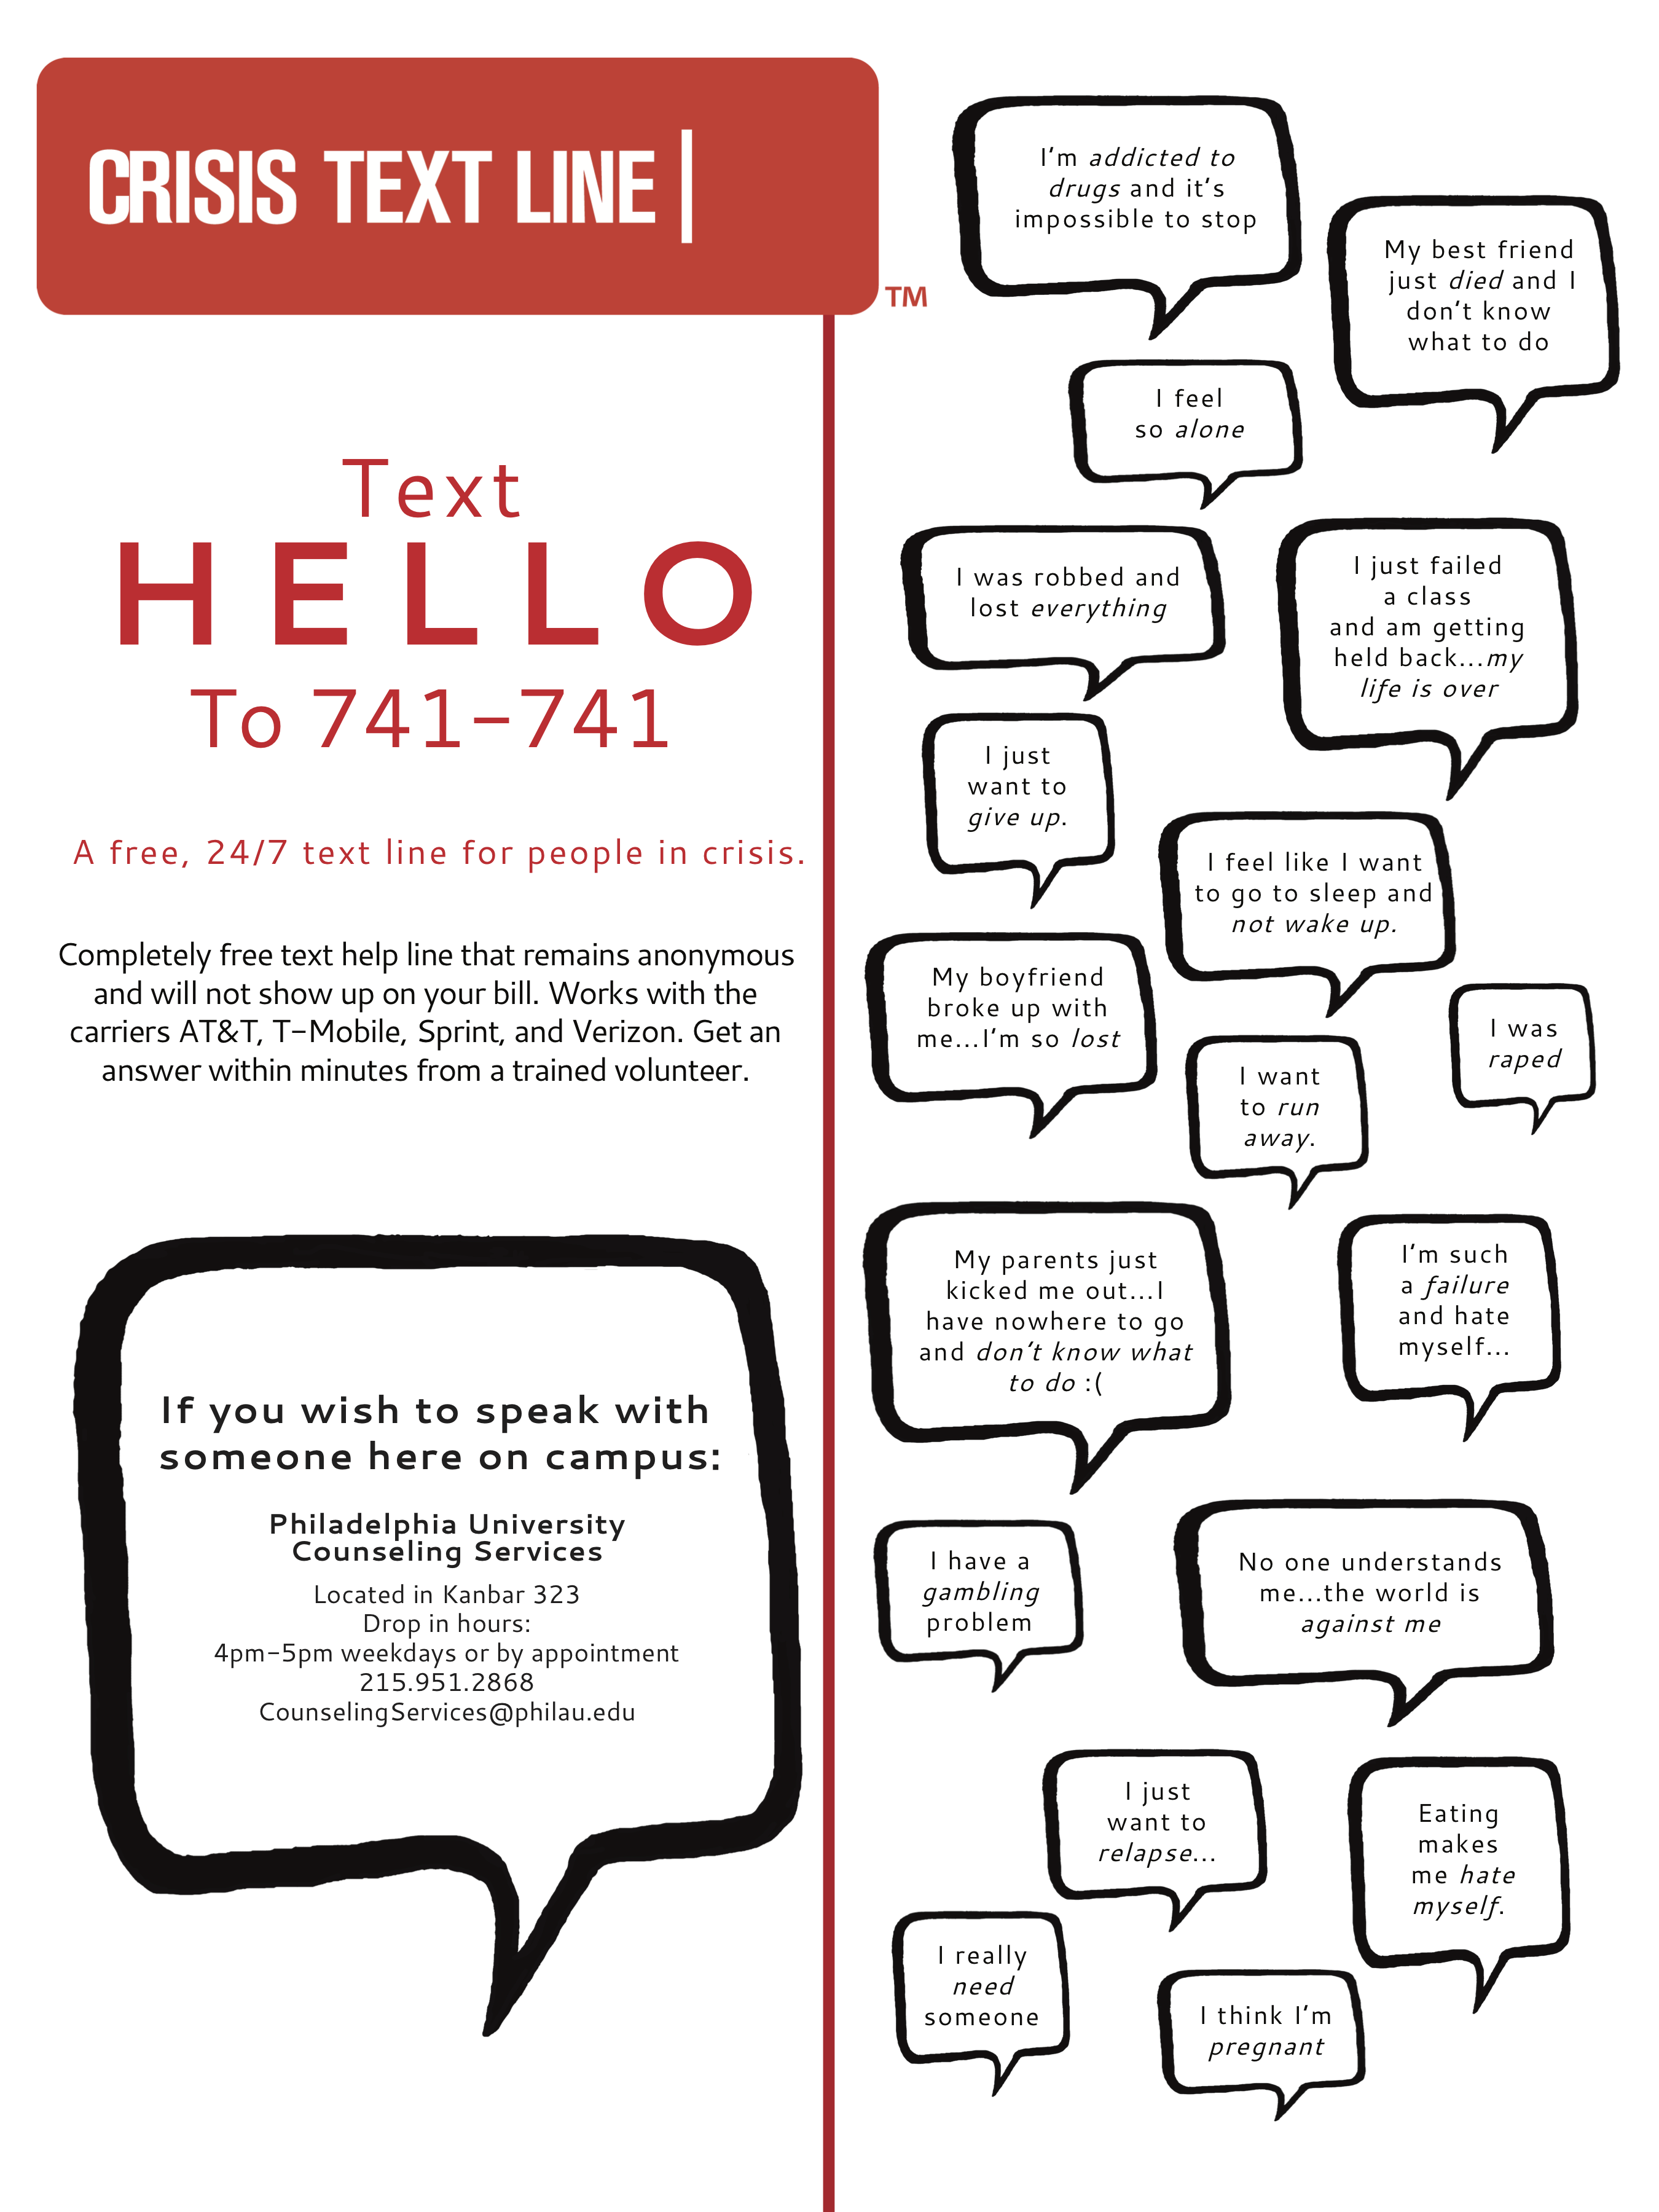 CRISIS TEXT LINE|
TM
Text
HELLO
To 741-741
A free, 24/7 text line for people in crisis.
Completely free text help line that remains anonymous
and will not show up on your bill. Works with the
carriers AT&T, T-Mobile, Sprint, and Verizon. Get an
answer within minutes from a trained volunteer.
If you wish to speak with
someone here on campus:
Philadelphia University
Counseling Services
Located in Kanbar 323
Drop in hours:
4pm-5pm weekdays or by appointment
215.951.2868
CounselingServices@philau.edu
I'm addicted to
drugs and it's
impossible to stop
My best friend
just died and I
don't know
what to do
I feel
so alone
I was robbed and
lost everything
I just failed
a class
and am getting
held back...my
life is over
I just
want to
give up.
I feel like I want
to go to sleep and
not wake up.
My boyfriend
broke up with
me...I'm so lost
I was
raped
I want
to run
away.
My parents just
kicked me out...I
have nowhere to go
and don't know what
to do :(
I'm such
a failure
and hate
myself...
I have a
gambling
problem
No one understands
me...the world is
against me
I just
want to
relapse...
Eating
makes
me hate
myself.
I really
need
someone
I think I'm
pregnant